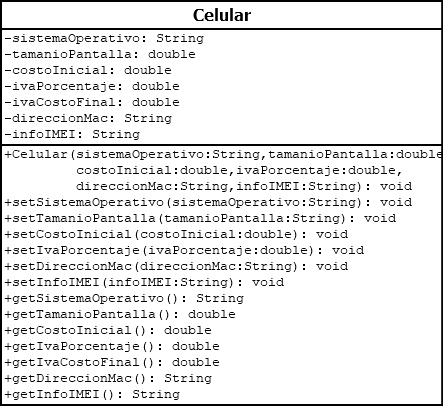 Celular
-sistemaOperativo: String
-tamanioPantalla: double
-costoInicial: double
-ivaPorcentaje: double
-ivaCostoFinal: double
-direccionMac: String
-infoIMEI: String
+Celular(sistemaOperativo:String,tamanioPantalla:double
costoInicial:double,ivaPorcentaje:double,
direccionMac:String,infoIMEI:String): void
+setSistemaOperativo(sistemaOperativo:String): void
+setTamanioPantalla(tamanioPantalla:String): void
+setCostoInicial(costoInicial:double): void
+setIvaPorcentaje(ivaPorcentaje:double): void
+setDireccionMac(direccionMac:String): void
+setInfoIMEI(infoIMEI:String): void
+getSistemaOperativo(): String
+getTamanioPantalla(): double
+getCostoInicial(): double
+getIvaPorcentaje(): double
+getIvaCostoFinal(): double
+getDireccionMac(): String
+getInfoIMEI(): String